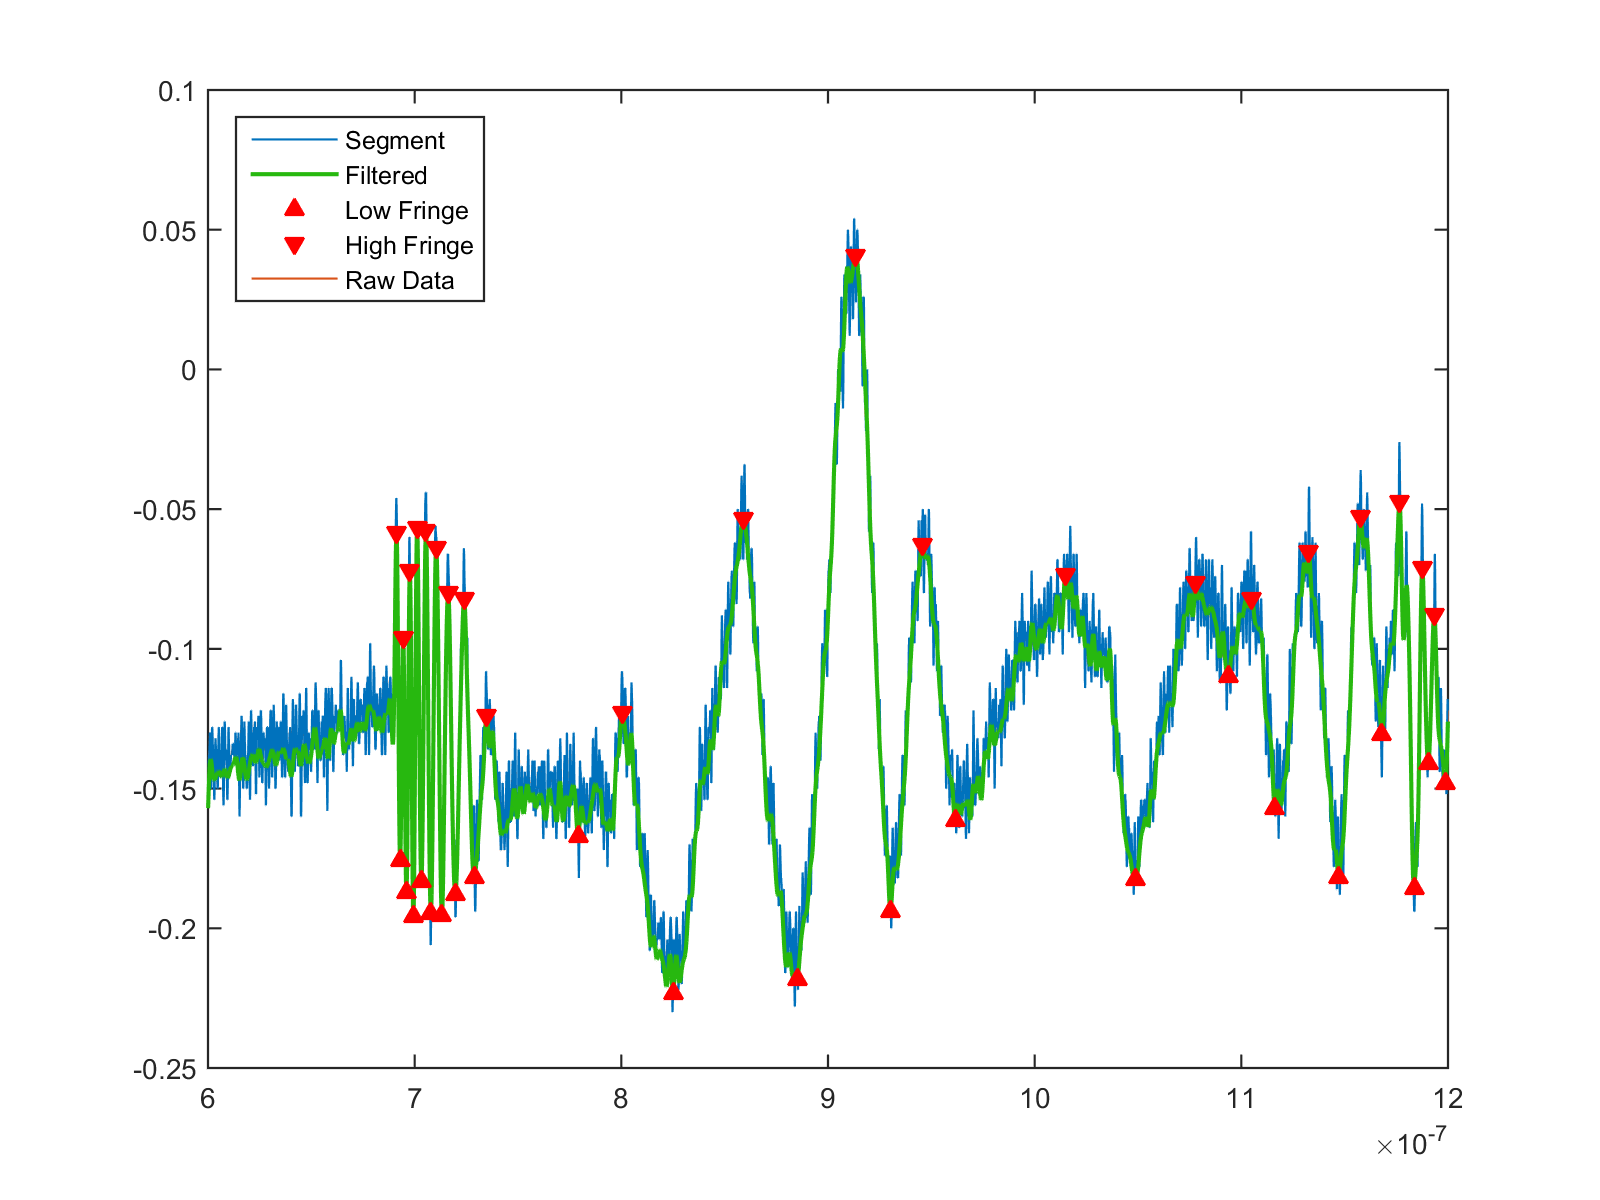 0.1
0.05
0
-0.05
-0.1
-0.15
-0.2
-0.25
Segment
Filtered
Low Fringe
High Fringe
Raw Data
6 7 8 9 10 11 12
×10-7